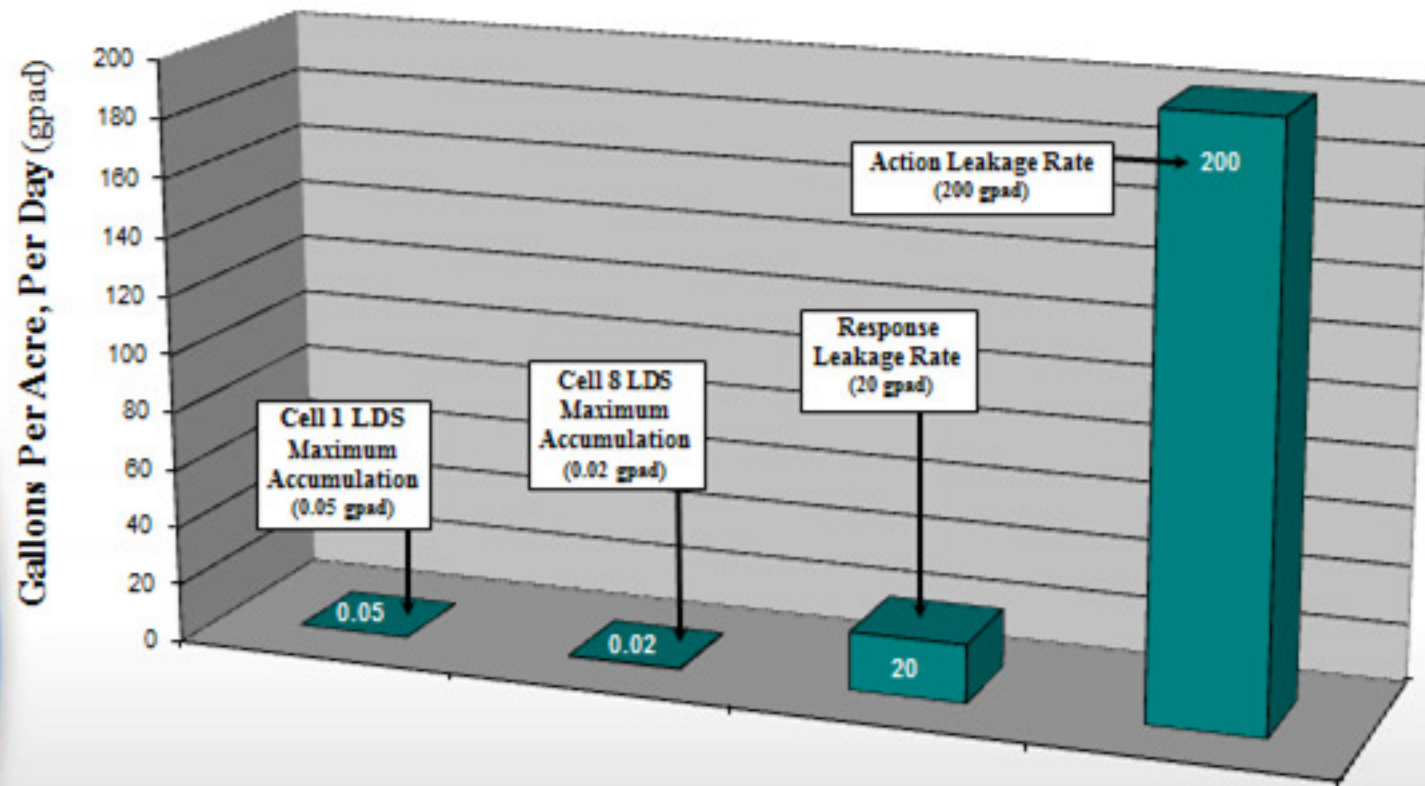 Gallons Per Acre, Per Day (gpad)
200
180
160
140
120
100
80
60
40
20
0
Cell 1 LDS
Maximum
Accumulation
(0.05 gpad)
0.05
Cell 8 LDS
Maximum
Accumulation
(0.02 gpad)
0.02
Response
Leakage Rate
(20 gpad)
20
Action Leakage Rate
(200 gpad)
200